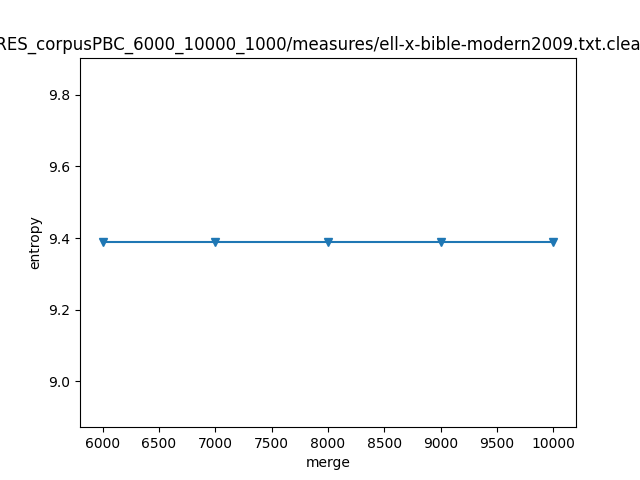 RES_corpusPBC_6000_10000_1000/measures/ell-x-bible-modern2009.txt.clea
9.8
9.6
9.4
9.2
9.0
entropy
6000 6500 7000 7500 8000 8500 9000 9500 10000
merge